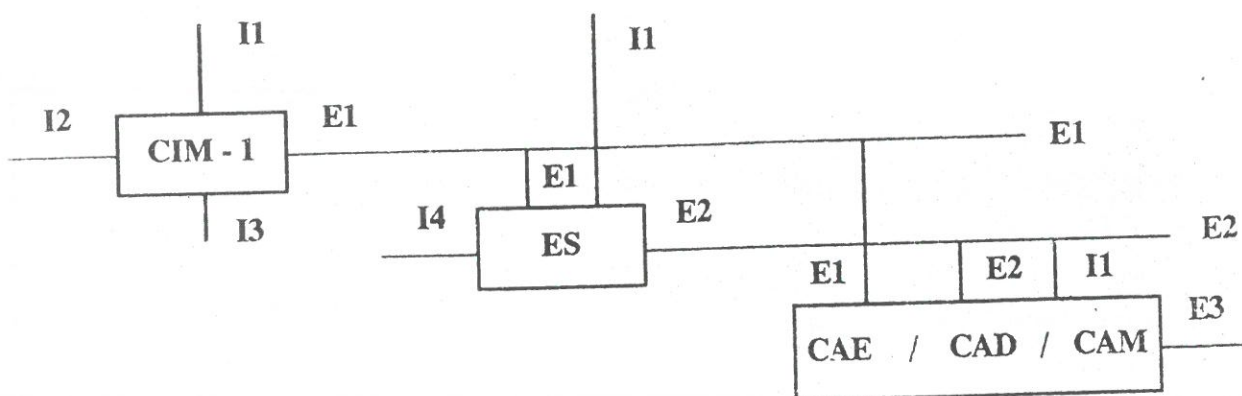 I1
I1
I2
E1
CIM - 1
E1
E1
I3
I4
E2
ES
E2
E1
E2
I1
E3
CAE / CAD / CAM